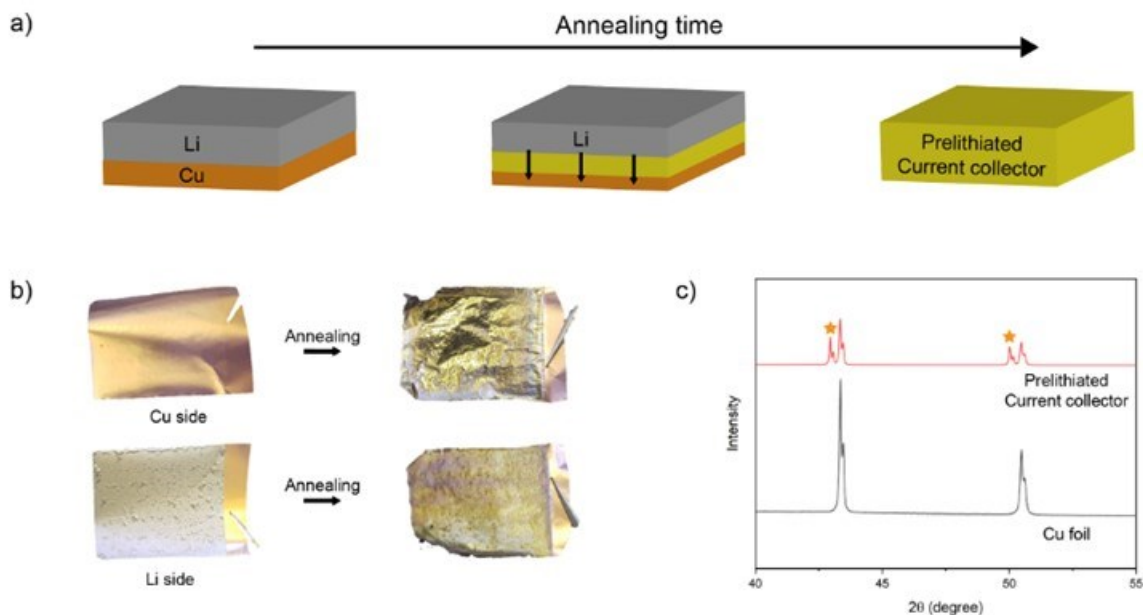 a)
Annealing time
Li
Cu
Li
Prelithiated
Current collector
b)
Annealing
Cu side
Annealing
Li side
c)
Intensity
Prelithiated
Current collector
Cu foil
40
45
50
55
2θ (degree)